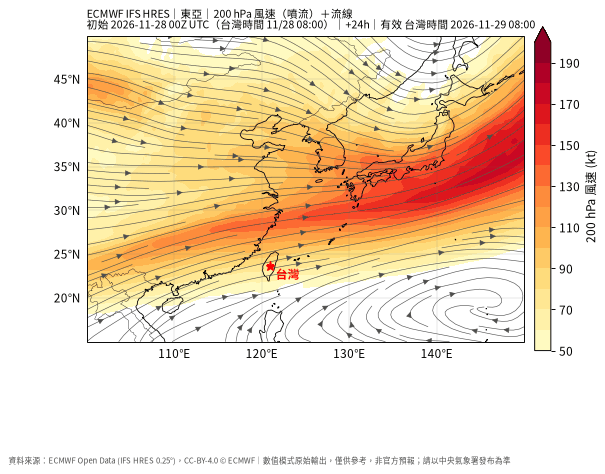 ECMWF IFS HRES｜東亞｜200 hPa 風速（噴流）＋流線
初始 2026-11-28 00Z UTC（台灣時間 11/28 08:00）｜+24h｜有效 台灣時間 2026-11-29 08:00
45°N
40°N
35°N
30°N
25°N
20°N
110°E
120°E
130°E
140°E
台灣
190
170
150
130
110
90
70
50
200 hPa 風速 (kt)
資料來源：ECMWF Open Data (IFS HRES 0.25°)，CC-BY-4.0 © ECMWF｜數值模式原始輸出，僅供參考，非官方預報；請以中央氣象署發布為準